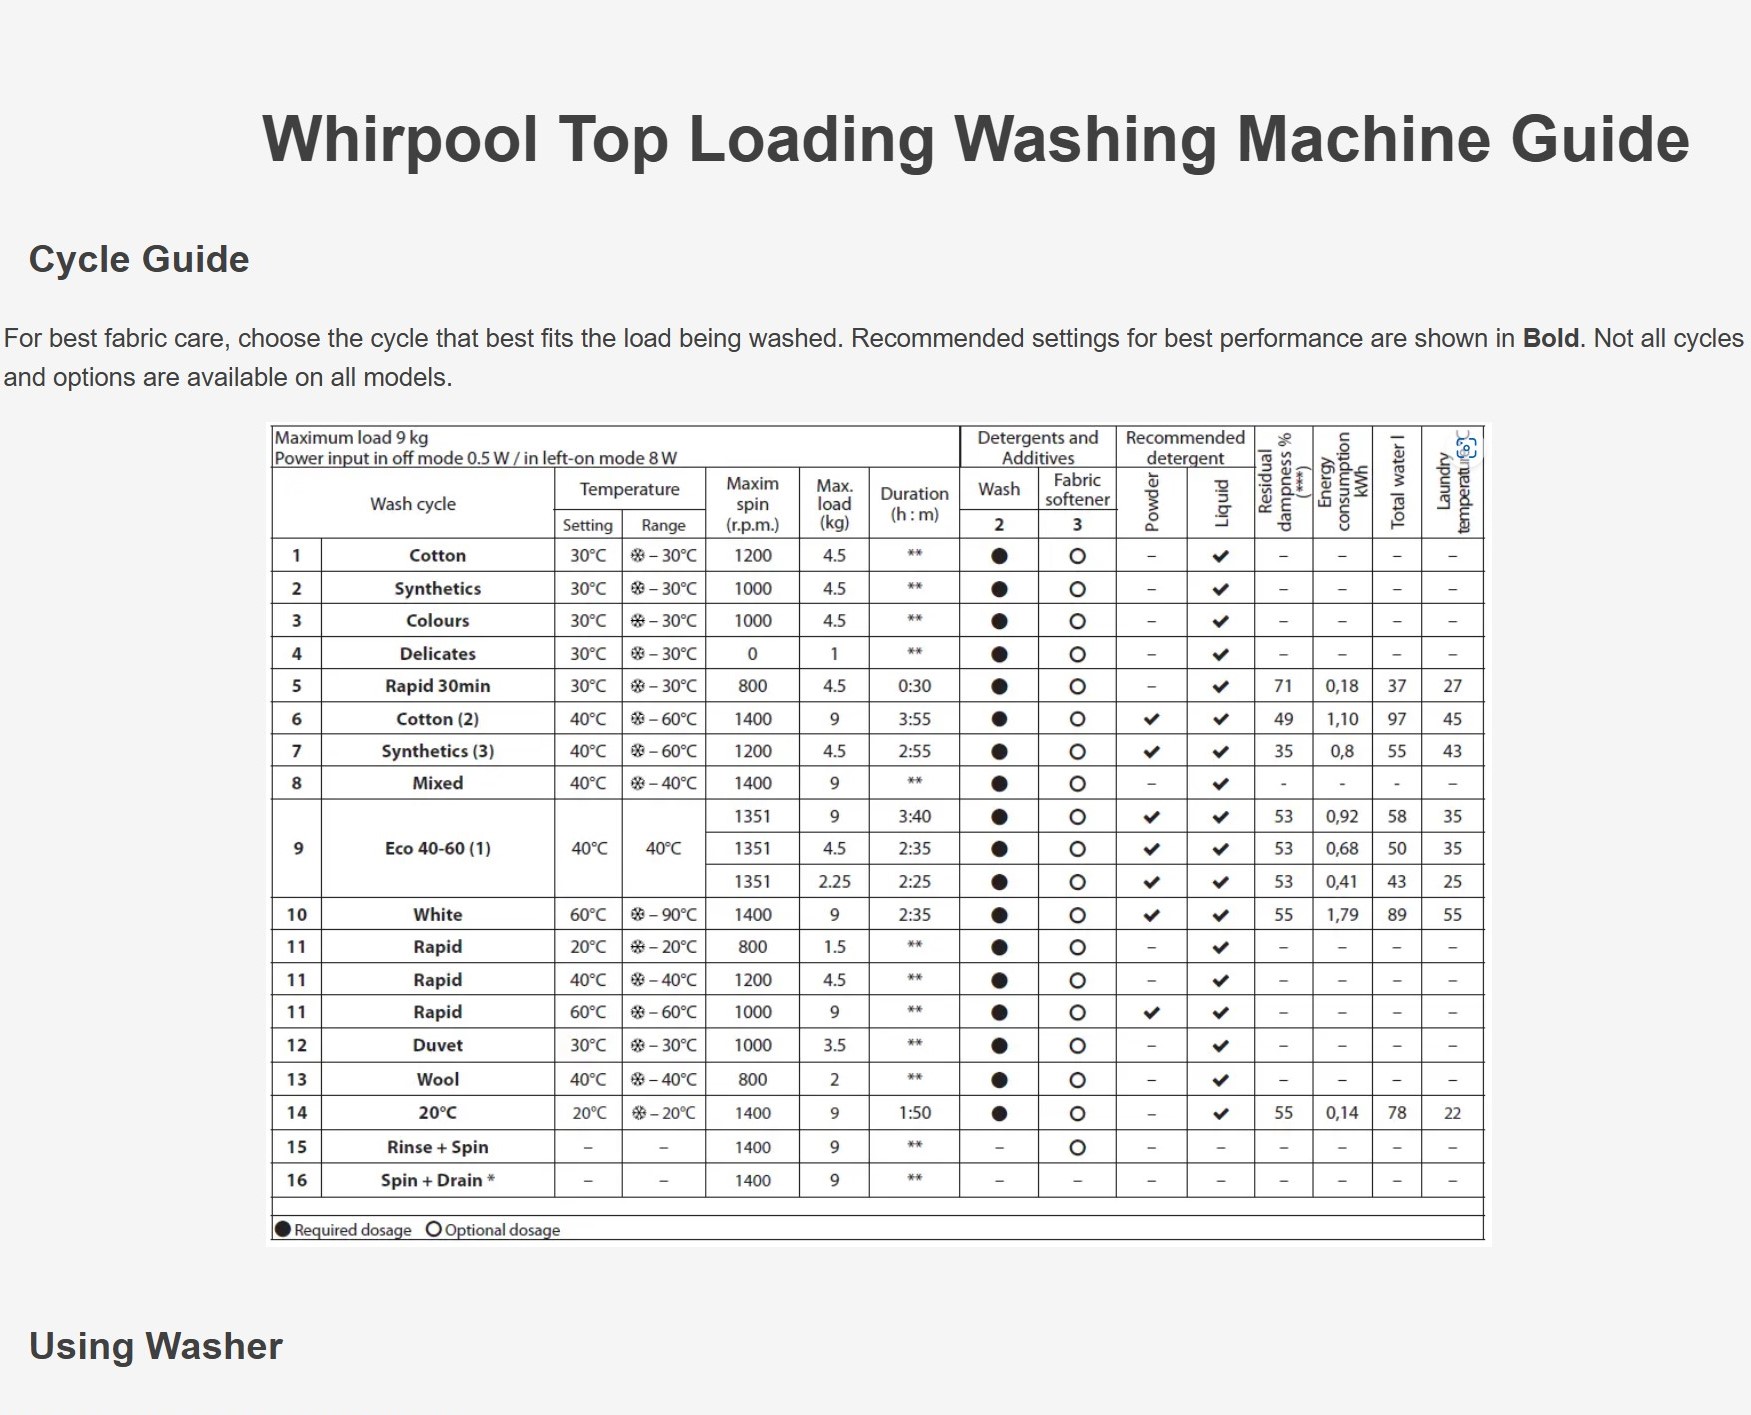 Whirpool Top Loading Washing Machine Guide
Cycle Guide
For best fabric care, choose the cycle that best fits the load being washed. Recommended settings for best performance are shown in Bold. Not all cycles
and options are available on all models.
Maximum load 9 kg
Power input in off mode 0.5 W / in left-on mode 8 W
Detergents and Additives
Recommended detergent
Residual dampness % (***)
Energy consumption kWh
Total water l
Laundry temperature °C
Wash cycle
Temperature
Maxim spin (r.p.m.)
Max. load (kg)
Duration (h : m)
Wash
Fabric softener
Powder
Liquid
Setting Range 2 3
1 Cotton 30°C ❄ – 30°C 1200 4.5 ** ● ○ – ✔ – – – –
2 Synthetics 30°C ❄ – 30°C 1000 4.5 ** ● ○ – ✔ – – – –
3 Colours 30°C ❄ – 30°C 1000 4.5 ** ● ○ – ✔ – – – –
4 Delicates 30°C ❄ – 30°C 0 1 ** ● ○ – ✔ – – – –
5 Rapid 30min 30°C ❄ – 30°C 800 4.5 0:30 ● ○ – ✔ 71 0,18 37 27
6 Cotton (2) 40°C ❄ – 60°C 1400 9 3:55 ● ○ ✔ ✔ 49 1,10 97 45
7 Synthetics (3) 40°C ❄ – 60°C 1200 4.5 2:55 ● ○ ✔ ✔ 35 0,8 55 43
8 Mixed 40°C ❄ – 40°C 1400 9 ** ● ○ – ✔ - - - –
1351 9 3:40 ● ○ ✔ ✔ 53 0,92 58 35
9 Eco 40-60 (1) 40°C 40°C 1351 4.5 2:35 ● ○ ✔ ✔ 53 0,68 50 35
1351 2.25 2:25 ● ○ ✔ ✔ 53 0,41 43 25
10 White 60°C ❄ – 90°C 1400 9 2:35 ● ○ ✔ ✔ 55 1,79 89 55
11 Rapid 20°C ❄ – 20°C 800 1.5 ** ● ○ – ✔ – – – –
11 Rapid 40°C ❄ – 40°C 1200 4.5 ** ● ○ – ✔ – – – –
11 Rapid 60°C ❄ – 60°C 1000 9 ** ● ○ ✔ ✔ – – – –
12 Duvet 30°C ❄ – 30°C 1000 3.5 ** ● ○ – ✔ – – – –
13 Wool 40°C ❄ – 40°C 800 2 ** ● ○ – ✔ – – – –
14 20°C 20°C ❄ – 20°C 1400 9 1:50 ● ○ – ✔ 55 0,14 78 22
15 Rinse + Spin – – 1400 9 ** – ○ – – – – – –
16 Spin + Drain * – – 1400 9 ** – – – – – – – –
● Required dosage ○ Optional dosage
Using Washer